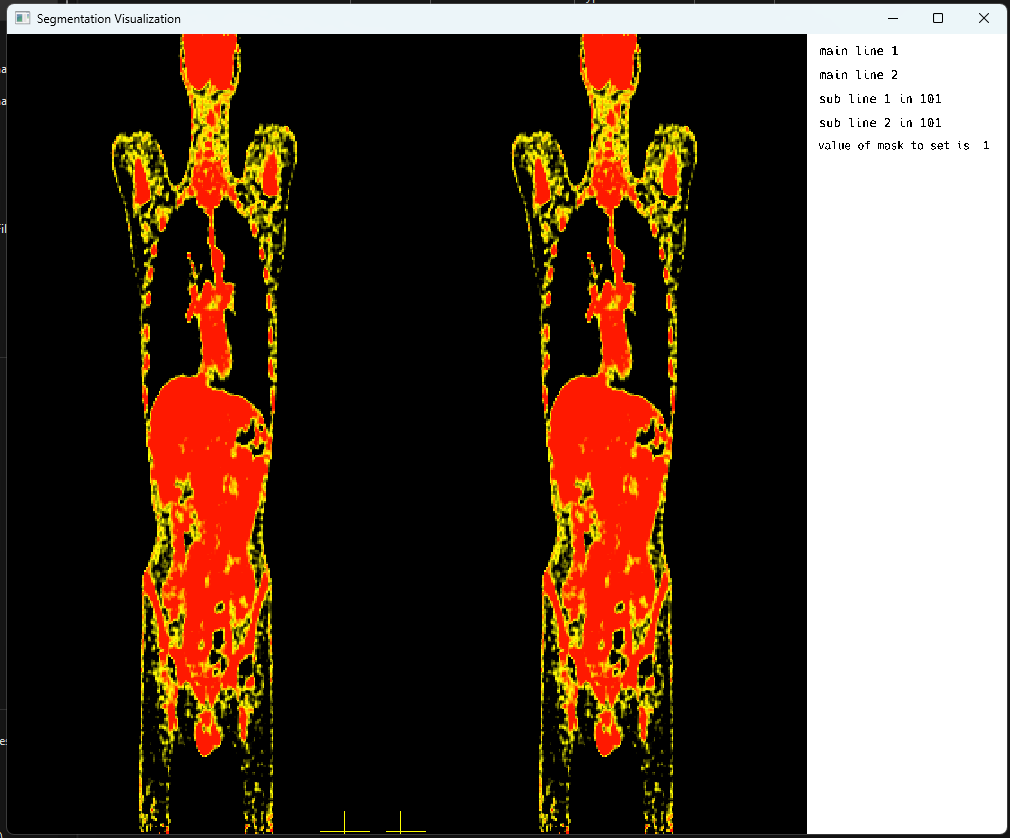 Segmentation Visualization
main line 1
main line 2
sub line 1 in 101
sub line 2 in 101
value of mask to set is  1